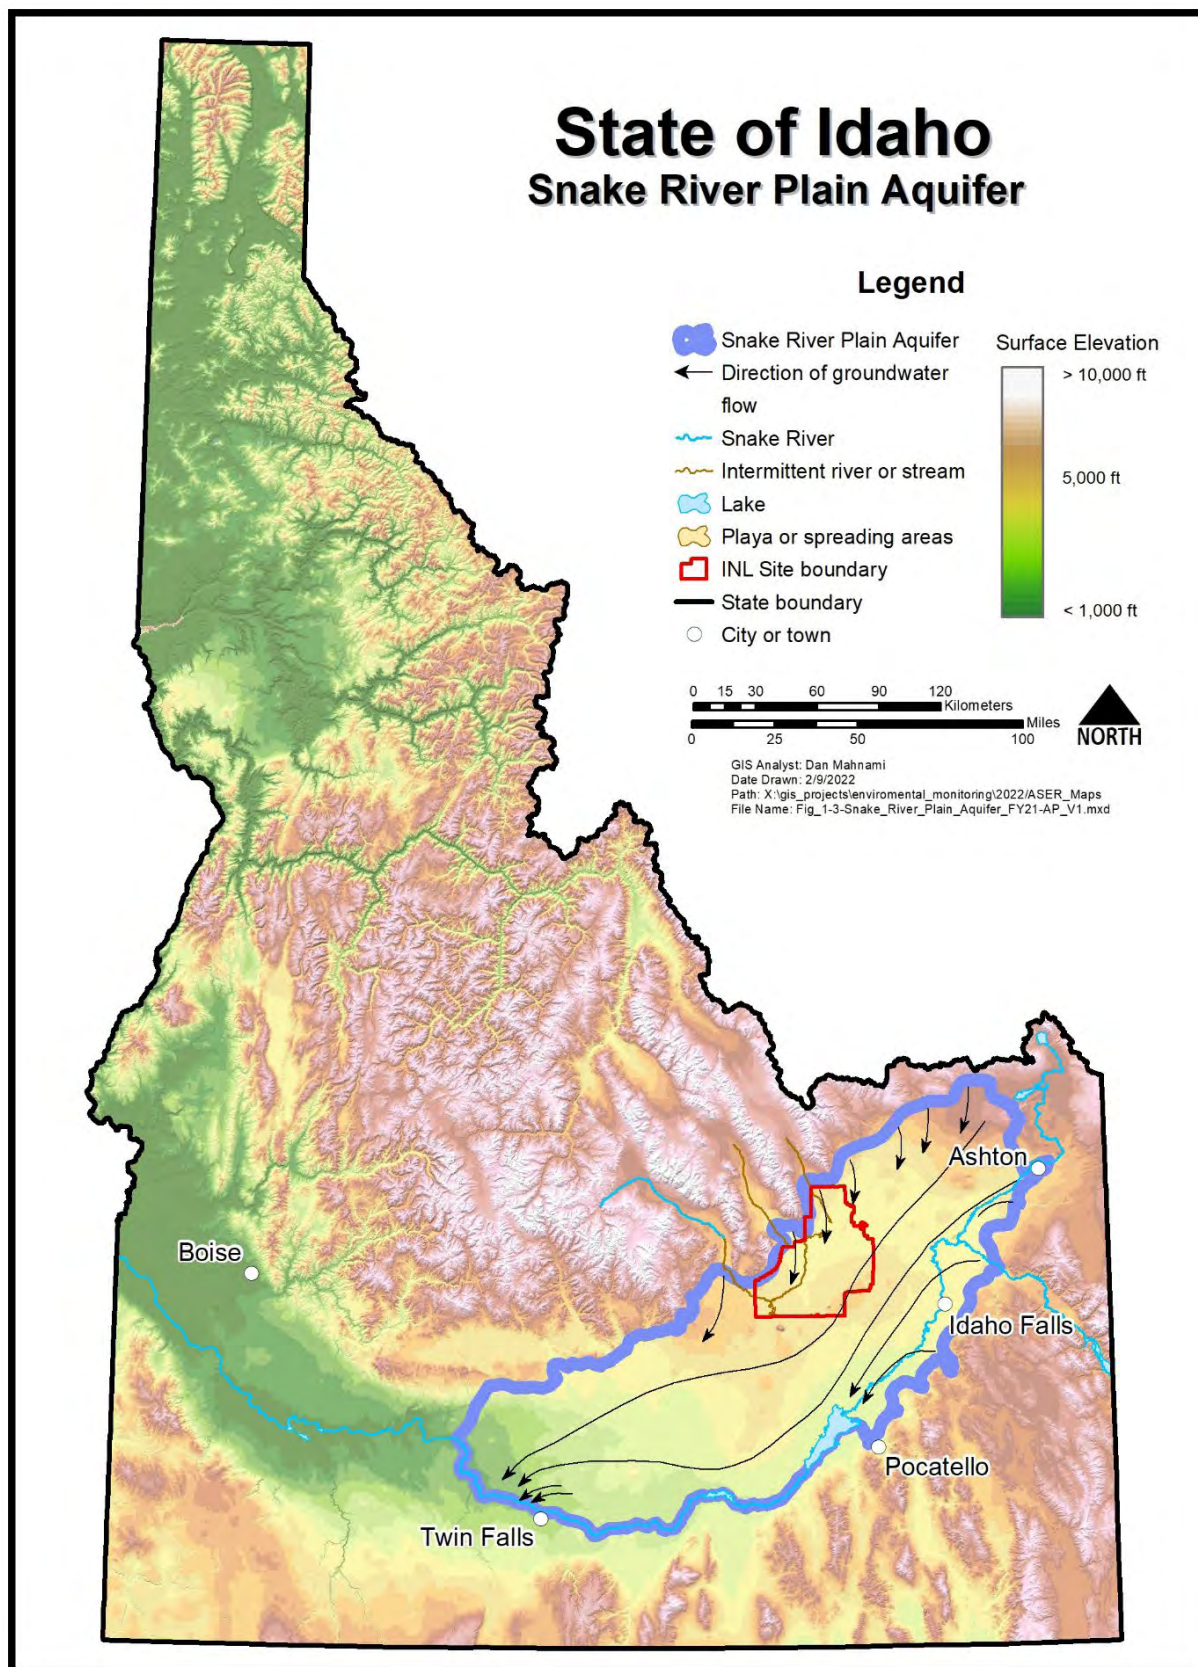 State of Idaho
Snake River Plain Aquifer
Legend
Snake River Plain Aquifer
Direction of groundwater
flow
Snake River
Intermittent river or stream
Lake
Playa or spreading areas
INL Site boundary
State boundary
City or town
Surface Elevation
> 10,000 ft
5,000 ft
< 1,000 ft
0 15 30 60 90 120
Kilometers
Miles
0 25 50 100
NORTH
GIS Analyst: Dan Mahnami
Date Drawn: 2/9/2022
Path: X:\gis_projects\enviromental_monitoring\2022/ASER_Maps
File Name: Fig_1-3-Snake_River_Plain_Aquifer_FY21-AP_V1.mxd
Ashton
Boise
Idaho Falls
Pocatello
Twin Falls